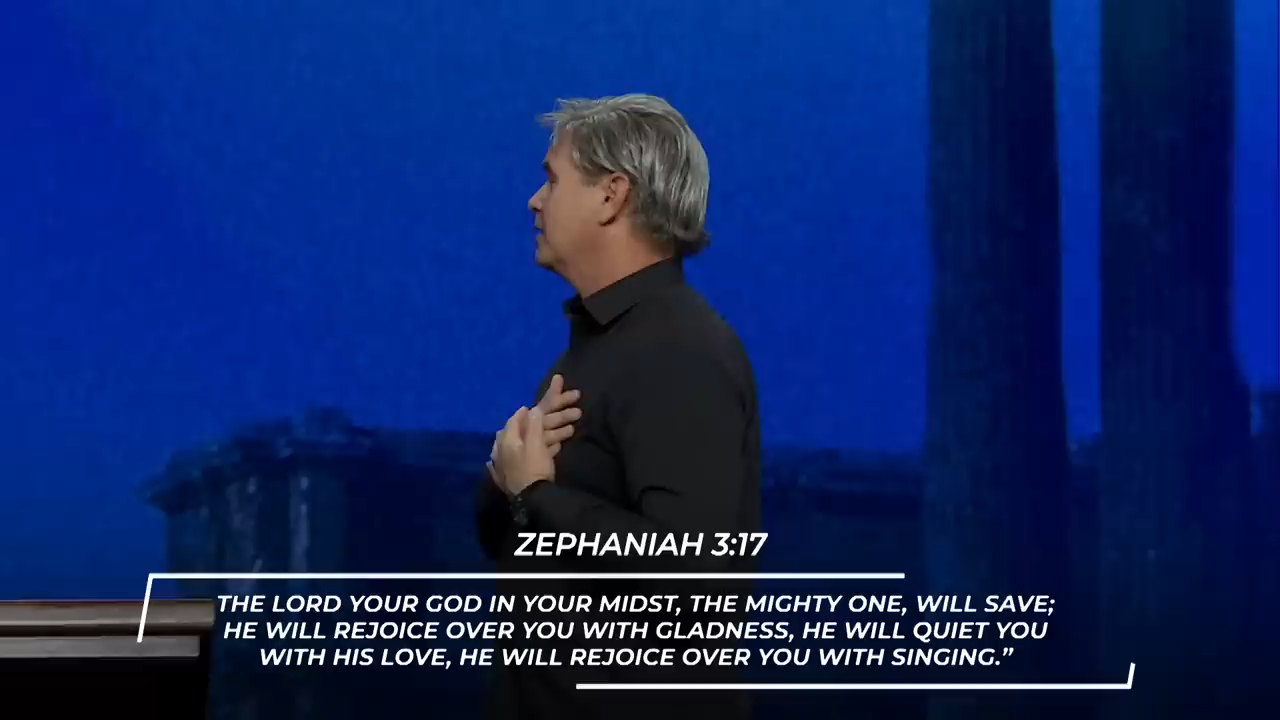 ZEPHANIAH 3:17
THE LORD YOUR GOD IN YOUR MIDST, THE MIGHTY ONE, WILL SAVE;
HE WILL REJOICE OVER YOU WITH GLADNESS, HE WILL QUIET YOU
WITH HIS LOVE, HE WILL REJOICE OVER YOU WITH SINGING.”